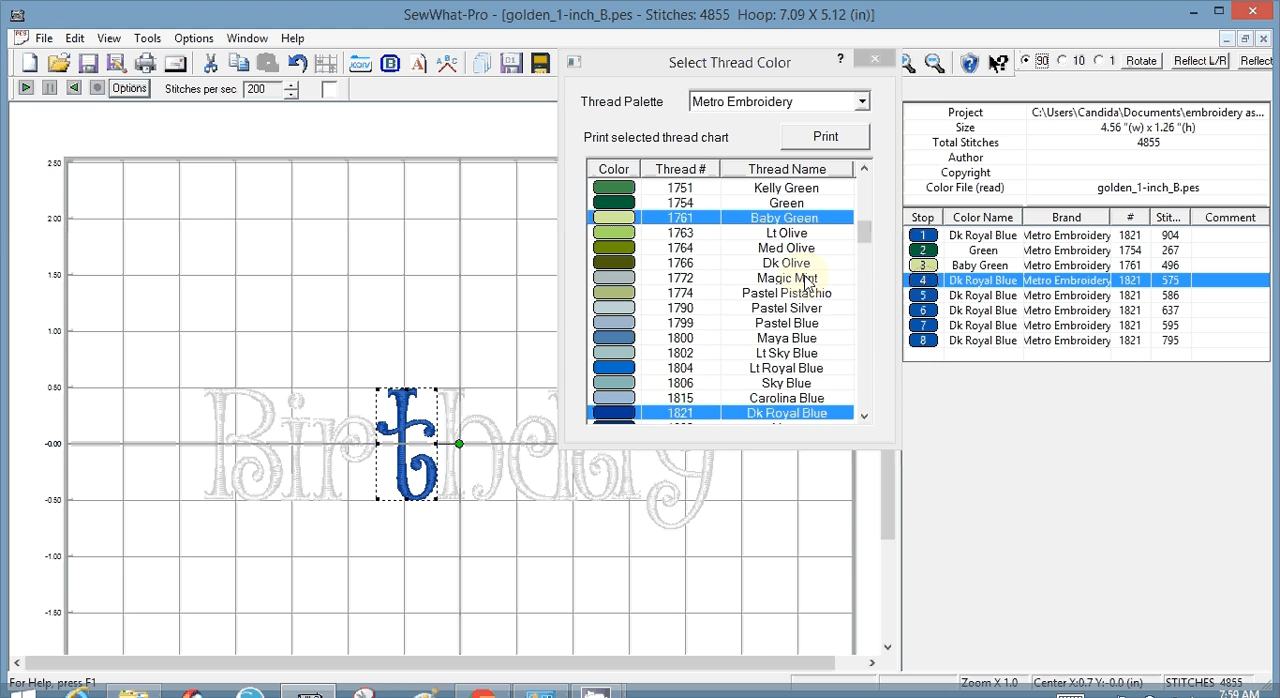 SewWhat-Pro - [golden_1-inch_B.pes - Stitches: 4855 Hoop: 7.09 X 5.12 (in)]
File Edit View Tools Options Window Help
90 10 1 Rotate Reflect L/R Reflect
Options Stitches per sec 200
Select Thread Color
Thread Palette Metro Embroidery
Print selected thread chart Print
Color Thread # Thread Name
1751 Kelly Green
1754 Green
1761 Baby Green
1763 Lt Olive
1764 Med Olive
1766 Dk Olive
1772 Magic Mint
1774 Pastel Pistachio
1790 Pastel Silver
1799 Pastel Blue
1800 Maya Blue
1802 Lt Sky Blue
1804 Lt Royal Blue
1806 Sky Blue
1815 Carolina Blue
1821 Dk Royal Blue
Project C:\Users\Candida\Documents\embroidery as...
Size 4.56 "(w) x 1.26 "(h)
Total Stitches 4855
Author
Copyright
Color File (read) golden_1-inch_B.pes
Stop Color Name Brand # Stit... Comment
1 Dk Royal Blue Metro Embroidery 1821 904
2 Green Metro Embroidery 1754 267
3 Baby Green Metro Embroidery 1761 496
4 Dk Royal Blue Metro Embroidery 1821 575
5 Dk Royal Blue Metro Embroidery 1821 586
6 Dk Royal Blue Metro Embroidery 1821 637
7 Dk Royal Blue Metro Embroidery 1821 595
8 Dk Royal Blue Metro Embroidery 1821 795
2.50
2.00
1.50
1.00
0.50
-0.00
-0.50
-1.00
-1.50
Birthday
For Help, press F1
Zoom X 1.0 Center X:0.7 Y:-0.0 (in) STITCHES 4855
7:59 AM